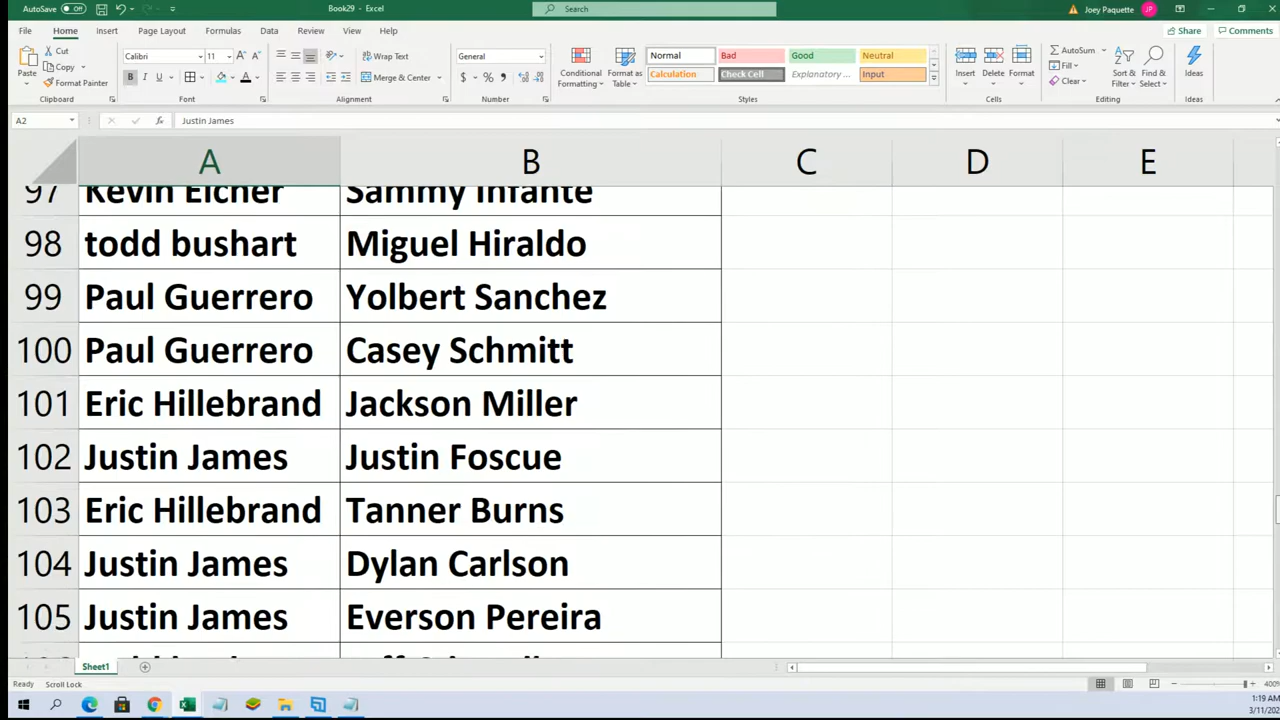 AutoSave Off Book29 - Excel Search Joey Paquette JP
File Home Insert Page Layout Formulas Data Review View Help Share Comments
Cut Calibri 11 Wrap Text General Normal Bad Good Neutral AutoSum
Copy Fill
Paste Format Painter B I U Merge & Center $ % Conditional Formatting Format as Table Calculation Check Cell Explanatory ... Input Insert Delete Format Clear Sort & Filter Find & Select Ideas
Clipboard Font Alignment Number Styles Cells Editing Ideas
A2 fx Justin James
A B C D E
97 Kevin Eicher Sammy Infante
98 todd bushart Miguel Hiraldo
99 Paul Guerrero Yolbert Sanchez
100 Paul Guerrero Casey Schmitt
101 Eric Hillebrand Jackson Miller
102 Justin James Justin Foscue
103 Eric Hillebrand Tanner Burns
104 Justin James Dylan Carlson
105 Justin James Everson Pereira
Sheet1
Ready Scroll Lock 400%
1:19 AM